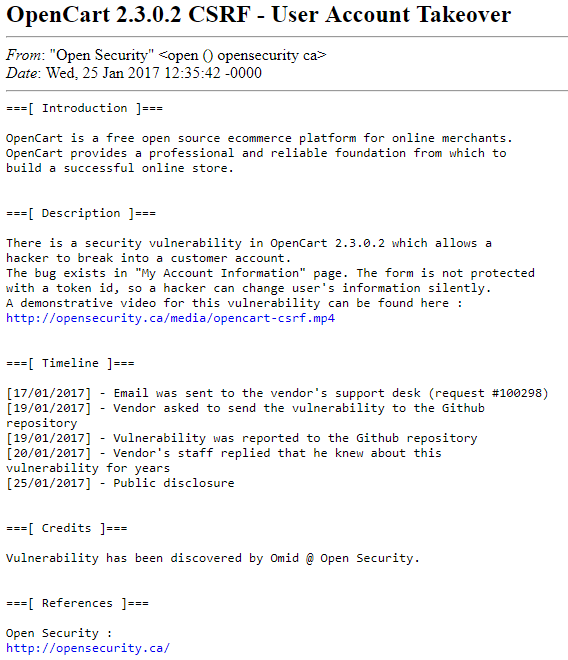 OpenCart 2.3.0.2 CSRF - User Account Takeover
From: "Open Security" <open () opensecurity ca>
Date: Wed, 25 Jan 2017 12:35:42 -0000
===[ Introduction ]===
OpenCart is a free open source ecommerce platform for online merchants.
OpenCart provides a professional and reliable foundation from which to
build a successful online store.
===[ Description ]===
There is a security vulnerability in OpenCart 2.3.0.2 which allows a
hacker to break into a customer account.
The bug exists in "My Account Information" page. The form is not protected
with a token id, so a hacker can change user's information silently.
A demonstrative video for this vulnerability can be found here :
http://opensecurity.ca/media/opencart-csrf.mp4
===[ Timeline ]===
[17/01/2017] - Email was sent to the vendor's support desk (request #100298)
[19/01/2017] - Vendor asked to send the vulnerability to the Github
repository
[19/01/2017] - Vulnerability was reported to the Github repository
[20/01/2017] - Vendor's staff replied that he knew about this
vulnerability for years
[25/01/2017] - Public disclosure
===[ Credits ]===
Vulnerability has been discovered by Omid @ Open Security.
===[ References ]===
Open Security :
http://opensecurity.ca/